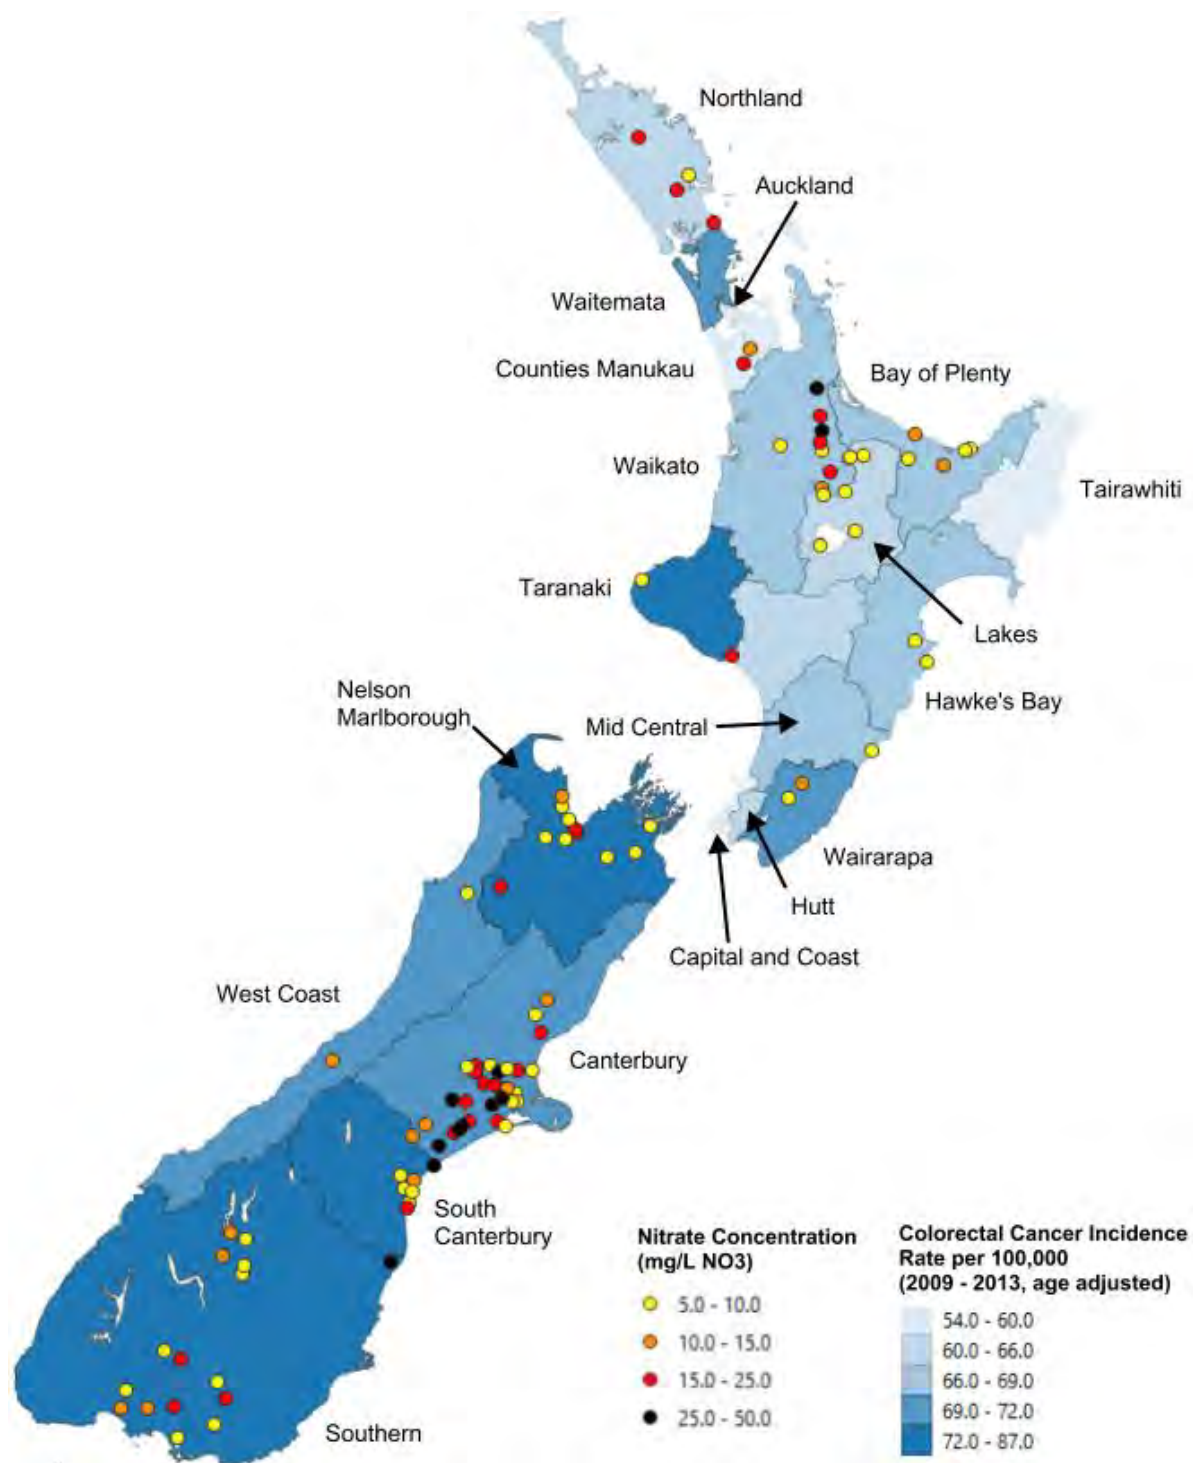 Northland
Auckland
Waitemata
Counties Manukau
Bay of Plenty
Waikato
Tairawhiti
Taranaki
Lakes
Nelson
Marlborough
Hawke's Bay
Mid Central
Wairarapa
Hutt
Capital and Coast
West Coast
Canterbury
South
Canterbury
Southern
Nitrate Concentration
(mg/L NO3)
5.0 - 10.0
10.0 - 15.0
15.0 - 25.0
25.0 - 50.0
Colorectal Cancer Incidence
Rate per 100,000
(2009 - 2013, age adjusted)
54.0 - 60.0
60.0 - 66.0
66.0 - 69.0
69.0 - 72.0
72.0 - 87.0